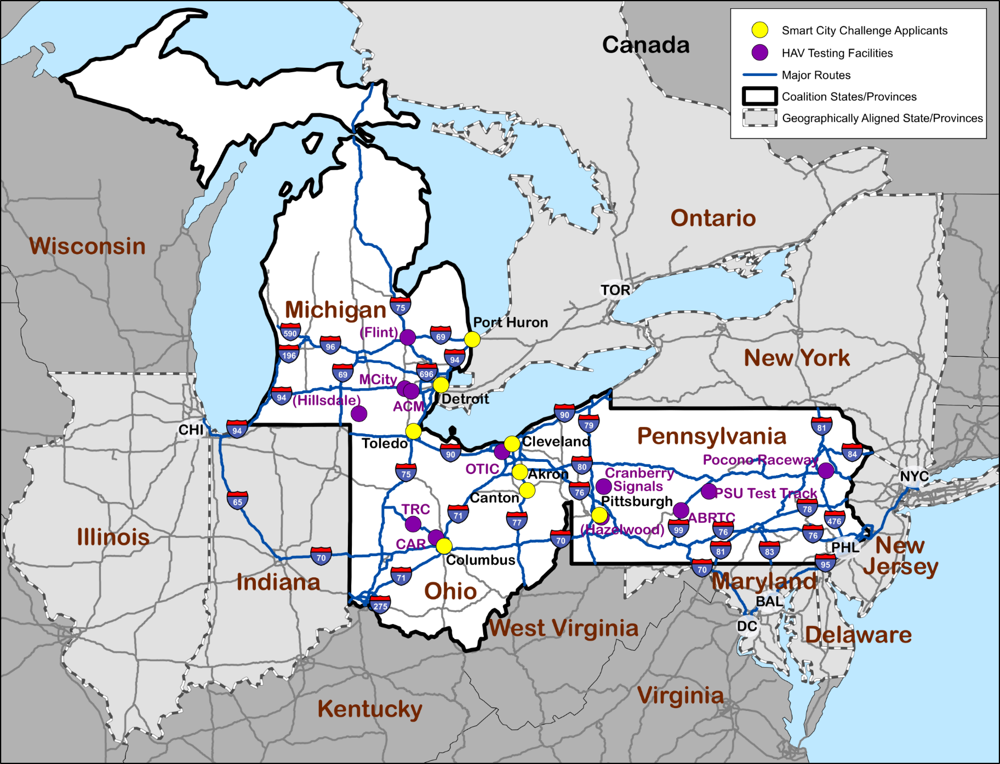 Smart City Challenge Applicants
HAV Testing Facilities
Major Routes
Coalition States/Provinces
Geographically Aligned State/Provinces
Canada
Ontario
Wisconsin
TOR
Michigan
75
Port Huron
(Flint)
590
69
96
196
94
New York
69
696
MCity
94
(Hillsdale)
ACM
Detroit
CHI
94
90
79
81
Pennsylvania
Toledo
Cleveland
90
84
Pocono Raceway
OTIC
80
75
Akron
Cranberry
Signals
NYC
76
PSU Test Track
Canton
Pittsburgh
65
TRC
71
77
78
476
ABRTC
(Hazelwood)
99
76
76
Illinois
CAR
70
PHL
New
Jersey
70
Columbus
81
83
95
70
Indiana
71
Ohio
Maryland
275
BAL
DC
West Virginia
Delaware
Virginia
Kentucky